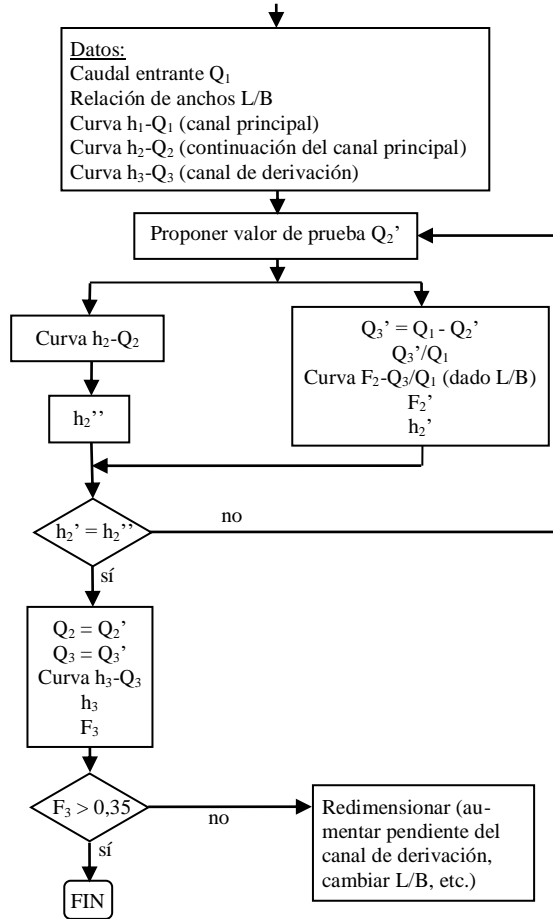 Datos:
Caudal entrante Q₁
Relación de anchos L/B
Curva h₁-Q₁ (canal principal)
Curva h₂-Q₂ (continuación del canal principal)
Curva h₃-Q₃ (canal de derivación)
Proponer valor de prueba Q₂’
Curva h₂-Q₂
h₂’’
Q₃’ = Q₁ - Q₂’
Q₃’/Q₁
Curva F₂-Q₃/Q₁ (dado L/B)
F₂’
h₂’
h₂’ = h₂’’
no
sí
Q₂ = Q₂’
Q₃ = Q₃’
Curva h₃-Q₃
h₃
F₃
F₃ > 0,35
no
sí
Redimensionar (au-
mentar pendiente del
canal de derivación,
cambiar L/B, etc.)
FIN